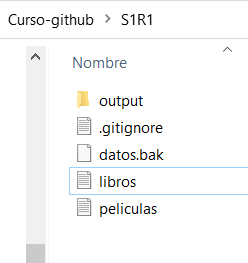 Curso-github > S1R1
Nombre
output
.gitignore
datos.bak
libros
peliculas